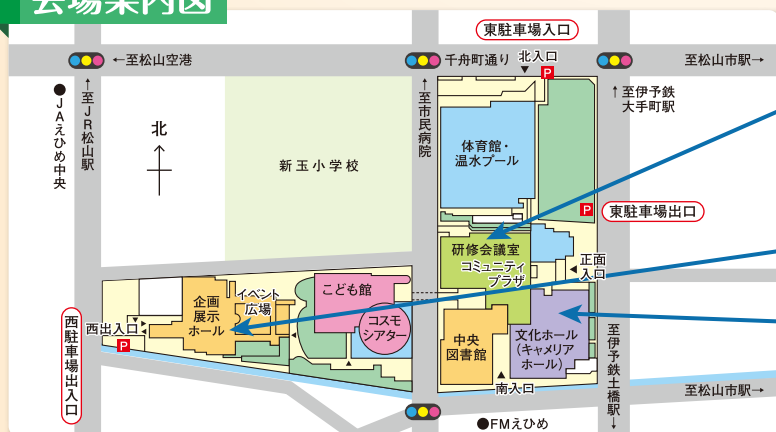 会場案内図
東駐車場入口
←至松山空港
千舟町通り
北入口
P
至松山市駅→
●JAえひめ中央
↑至JR松山駅
北
新玉小学校
↑至市民病院
体育館・
温水プール
↑至伊予鉄
大手町駅
P
東駐車場出口
研修会議室
コミュニティ
プラザ
正面
入口
企画
展示
ホール
イベント
広場
こども館
コスモ
シアター
西駐車場出入口
西出入口
P
中央
図書館
文化ホール
(キャメリア
ホール)
南入口
至伊予鉄土橋駅↓
至松山市駅→
●FMえひめ